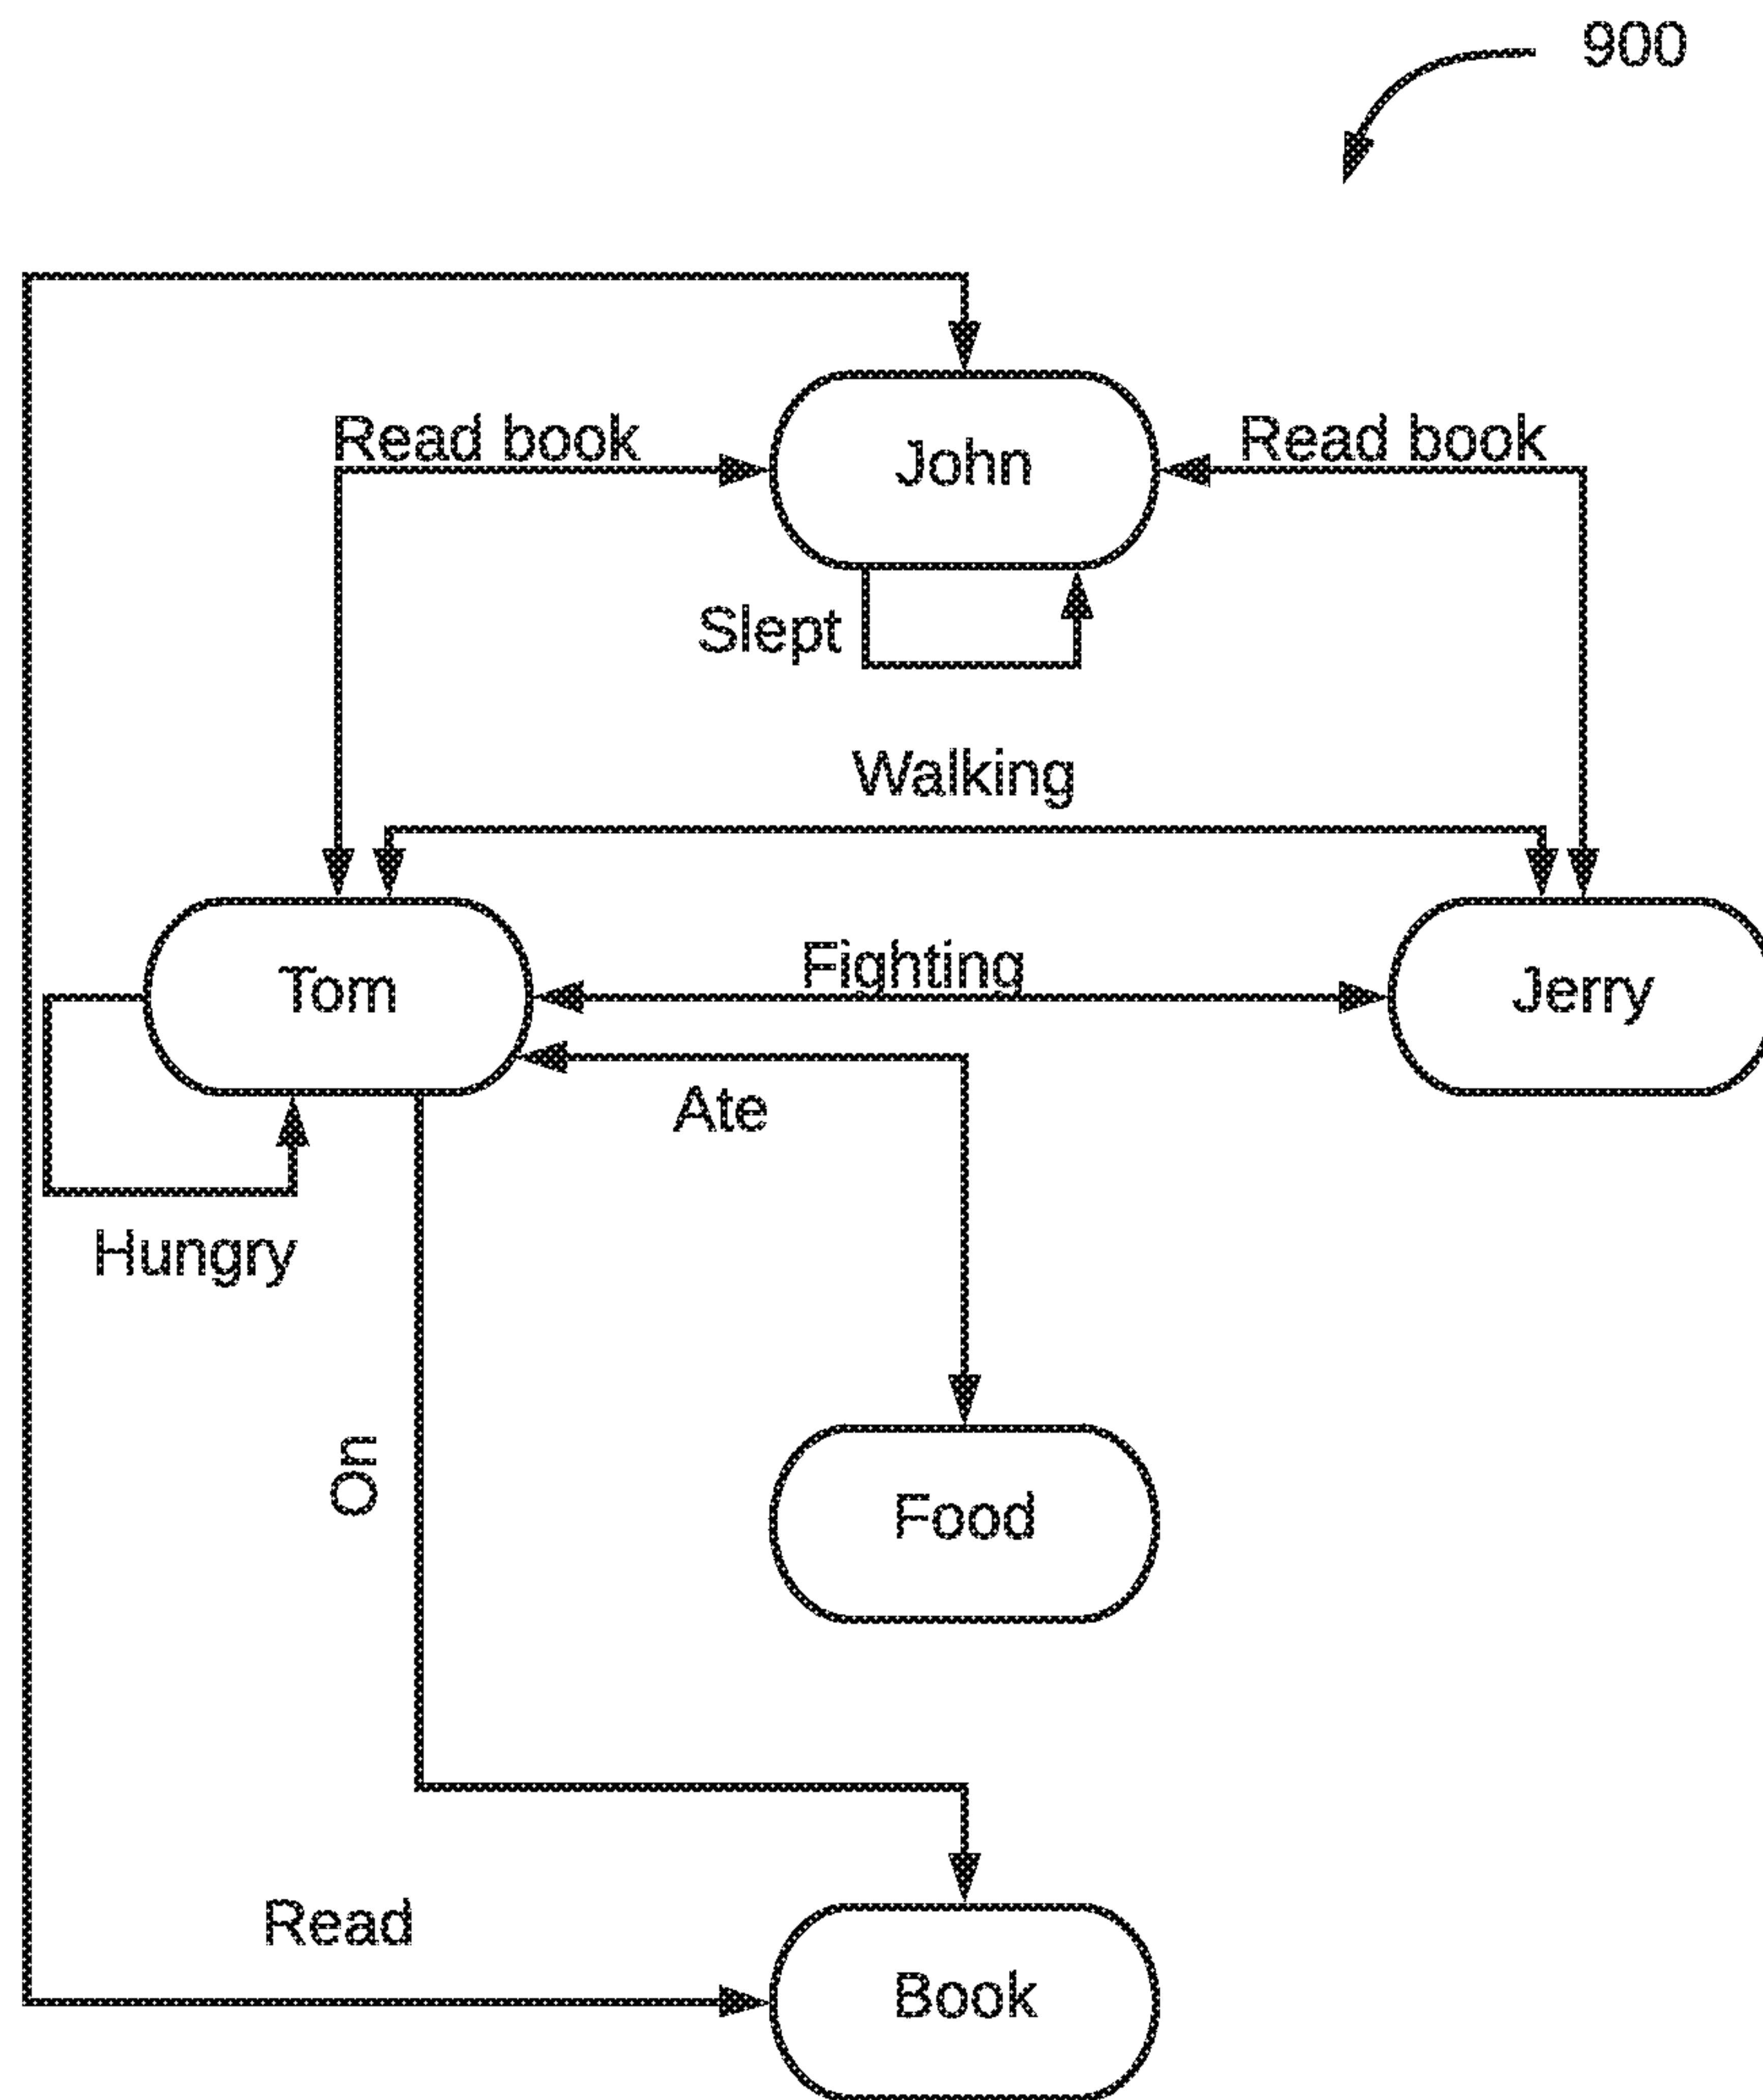 900
Read book
John
Read book
Slept
Walking
Tom
Fighting
Jerry
Ate
Hungry
On
Food
Read
Book